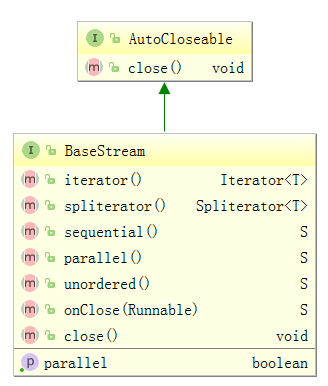 I AutoCloseable
m close() void
I BaseStream
m iterator() Iterator<T>
m spliterator() Spliterator<T>
m sequential() S
m parallel() S
m unordered() S
m onClose(Runnable) S
m close() void
p parallel boolean